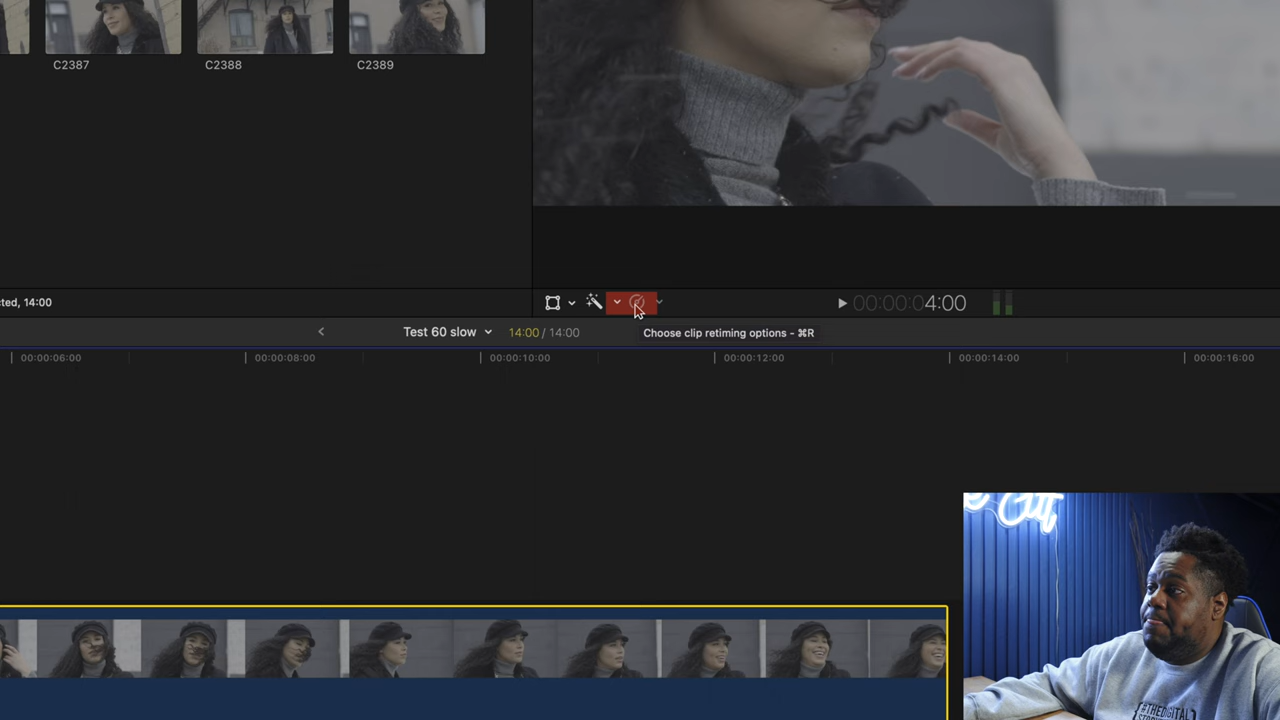 C2387
C2388
C2389
ted, 14:00
00:00:04:00
Test 60 slow
14:00 / 14:00
Choose clip retiming options - ⌘R
00:00:06:00
00:00:08:00
00:00:10:00
00:00:12:00
00:00:14:00
00:00:16:00
#THEDIGITAL